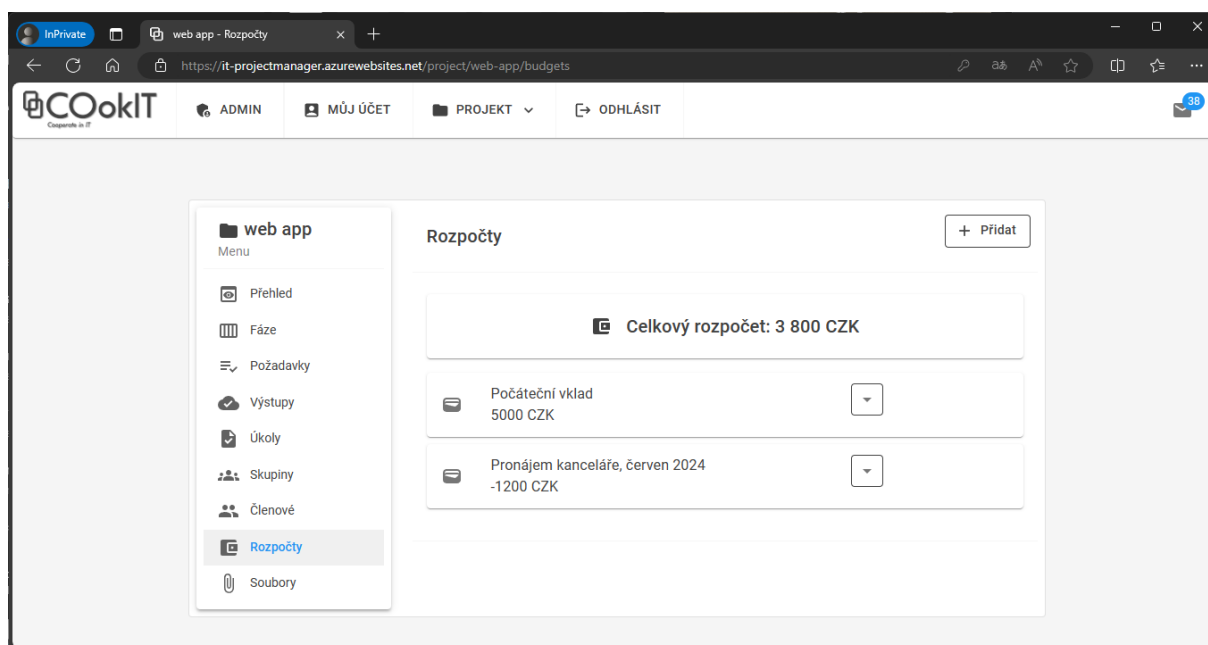 InPrivate
web app - Rozpočty
https://it-projectmanager.azurewebsites.net/project/web-app/budgets
COokIT
Cooperate in IT
ADMIN
MŮJ ÚČET
PROJEKT
ODHLÁSIT
38
web app
Menu
Přehled
Fáze
Požadavky
Výstupy
Úkoly
Skupiny
Členové
Rozpočty
Soubory
Rozpočty
+ Přidat
Celkový rozpočet: 3 800 CZK
Počáteční vklad
5000 CZK
Pronájem kanceláře, červen 2024
-1200 CZK